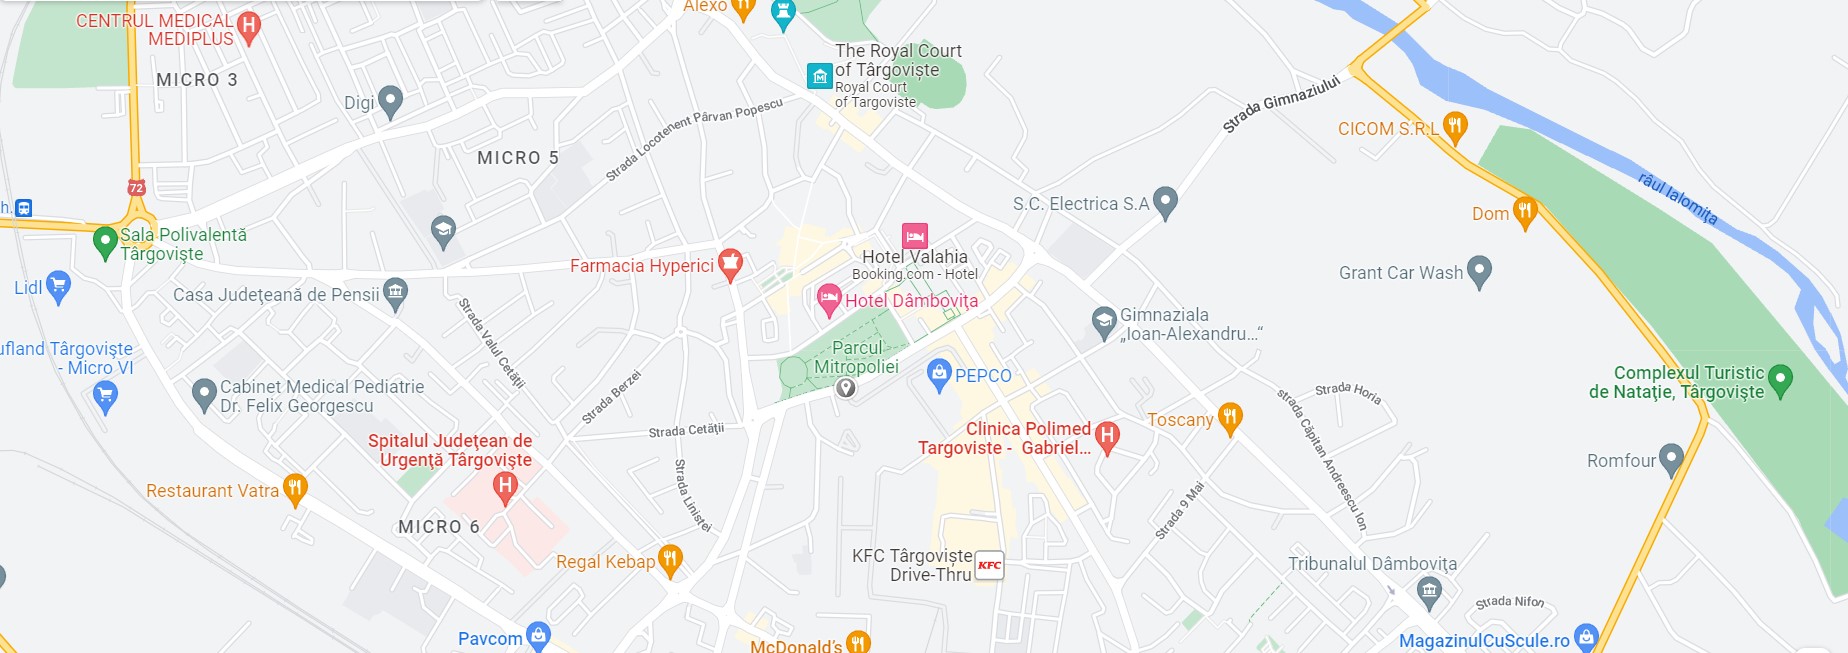 Alexo
CENTRUL MEDICAL
MEDIPLUS
MICRO 3
Digi
The Royal Court
of Târgoviște
Royal Court
of Targoviste
Strada Locotenent Pârvan Popescu
MICRO 5
Strada Gimnaziului
CICOM S.R.L
72
râul Ialomița
h.
S.C. Electrica S.A
Dom
Sala Polivalentă
Târgoviște
Farmacia Hyperici
Hotel Valahia
Booking.com - Hotel
Grant Car Wash
Lidl
Casa Județeană de Pensii
Hotel Dâmbovița
Gimnaziala
„Ioan-Alexandru...“
Strada Valul Cetății
ufland Târgoviște
- Micro VI
Parcul
Mitropoliei
PEPCO
Cabinet Medical Pediatrie
Dr. Felix Georgescu
Strada Berzei
Strada Horia
strada Căpitan Andreescu Ion
Complexul Turistic
de Natație, Târgoviște
Strada Cetății
Toscany
Clinica Polimed
Targoviste - Gabriel...
Spitalul Județean de
Urgență Târgoviște
Romfour
Restaurant Vatra
Strada Liniștei
Strada 9 Mai
MICRO 6
Regal Kebap
KFC Târgoviște
Drive-Thru
KFC
Tribunalul Dâmbovița
Strada Nifon
Pavcom
McDonald's
MagazinulCuScule.ro